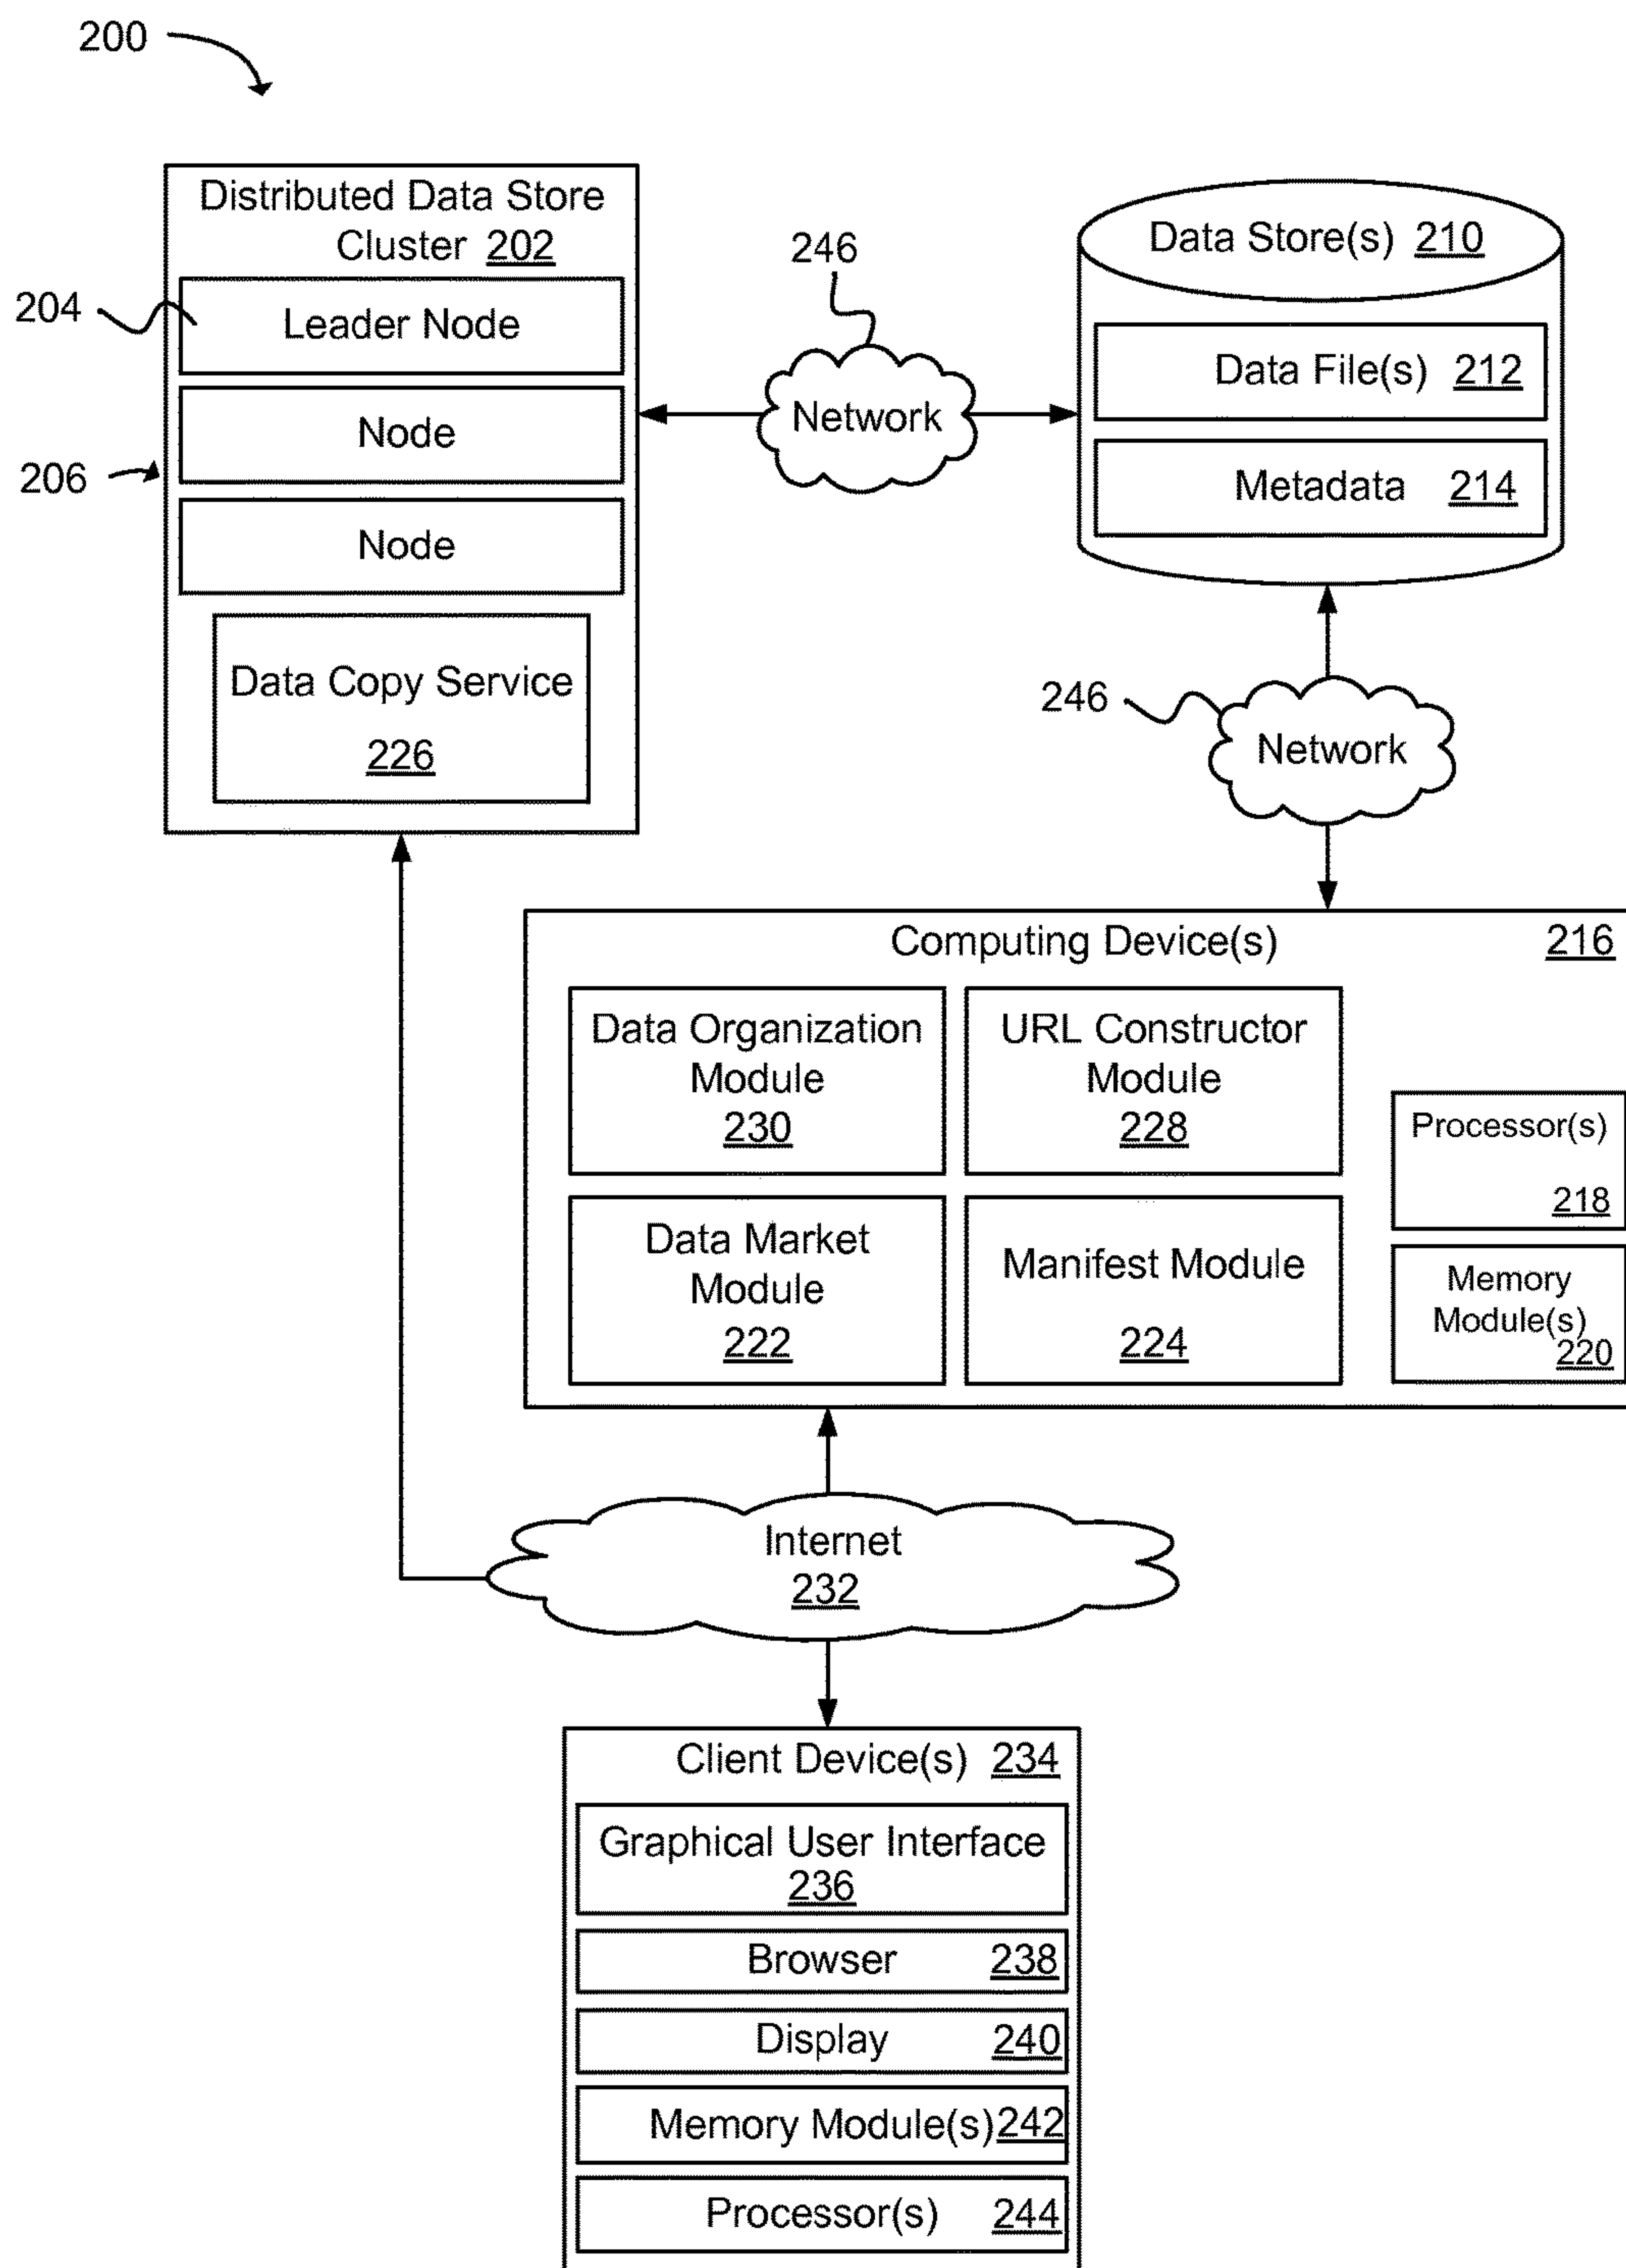 200
Distributed Data Store
Cluster 202
204
Leader Node
206
Node
Node
Data Copy Service
226
246
Network
Data Store(s) 210
Data File(s) 212
Metadata 214
246
Network
Computing Device(s) 216
Data Organization
Module
230
URL Constructor
Module
228
Data Market
Module
222
Manifest Module
224
Processor(s)
218
Memory
Module(s)
220
Internet
232
Client Device(s) 234
Graphical User Interface
236
Browser 238
Display 240
Memory Module(s) 242
Processor(s) 244